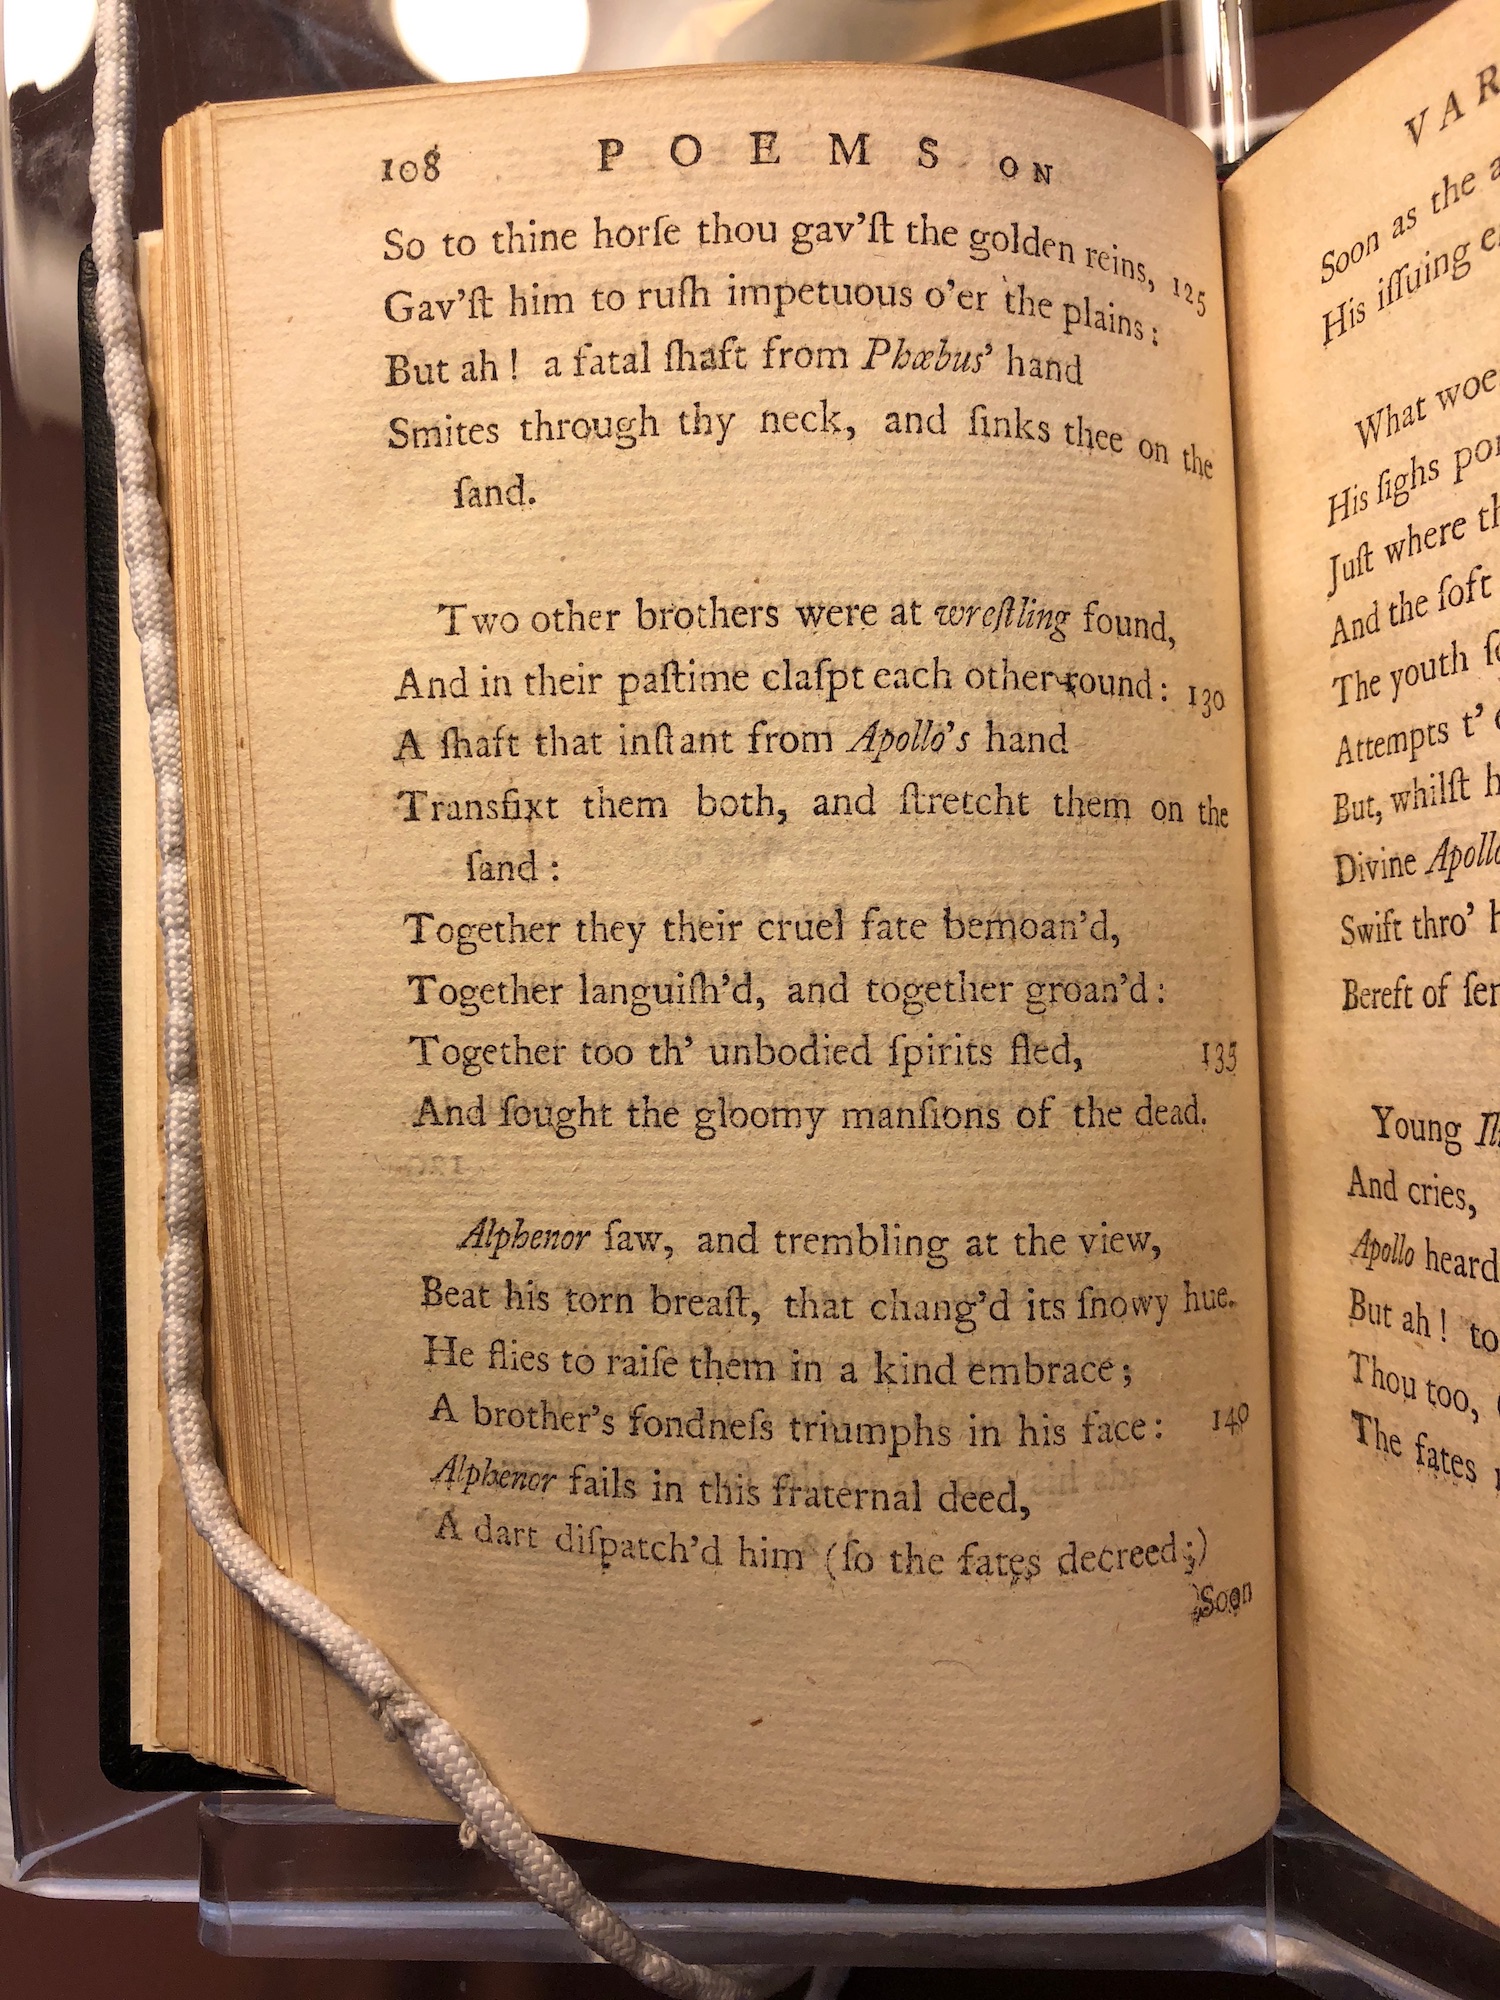 108 POEMS ON
So to thine horſe thou gav'ſt the golden reins, 125
Gav'ſt him to ruſh impetuous o'er the plains:
But ah! a fatal ſhaft from Phœbus' hand
Smites through thy neck, and ſinks thee on the
ſand.
Two other brothers were at wreſtling found,
And in their paſtime claſpt each other round: 130
A ſhaft that inſtant from Apollo's hand
Transfixt them both, and ſtretcht them on the
ſand:
Together they their cruel fate bemoan'd,
Together languiſh'd, and together groan'd:
Together too th' unbodied ſpirits fled, 135
And ſought the gloomy manſions of the dead.
Alphenor ſaw, and trembling at the view,
Beat his torn breaſt, that chang'd its ſnowy hue.
He flies to raiſe them in a kind embrace;
A brother's fondneſs triumphs in his face: 140
Alphenor fails in this fraternal deed,
A dart diſpatch'd him (ſo the fates decreed;)
Soon
VAR
Soon as the
His iſſuing
What woe
His ſighs
Juſt where
And the ſoft
The youth
Attempts t'
But, whilſt
Divine Apollo
Swift thro'
Bereft of
Young
And cries,
Apollo heard
But ah! to
Thou too,
The fates